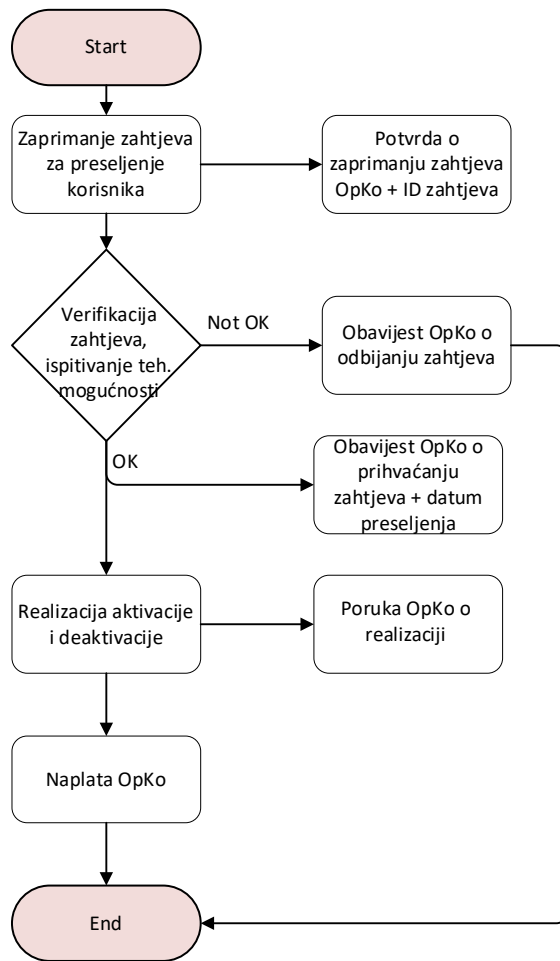 Start
Zaprimanje zahtjeva
za preseljenje
korisnika
Potvrda o
zaprimanju zahtjeva
OpKo + ID zahtjeva
Verifikacija
zahtjeva,
ispitivanje teh.
mogućnosti
Not OK
Obavijest OpKo o
odbijanju zahtjeva
OK
Obavijest OpKo o
prihvaćanju
zahtjeva + datum
preseljenja
Realizacija aktivacije
i deaktivacije
Poruka OpKo o
realizaciji
Naplata OpKo
End